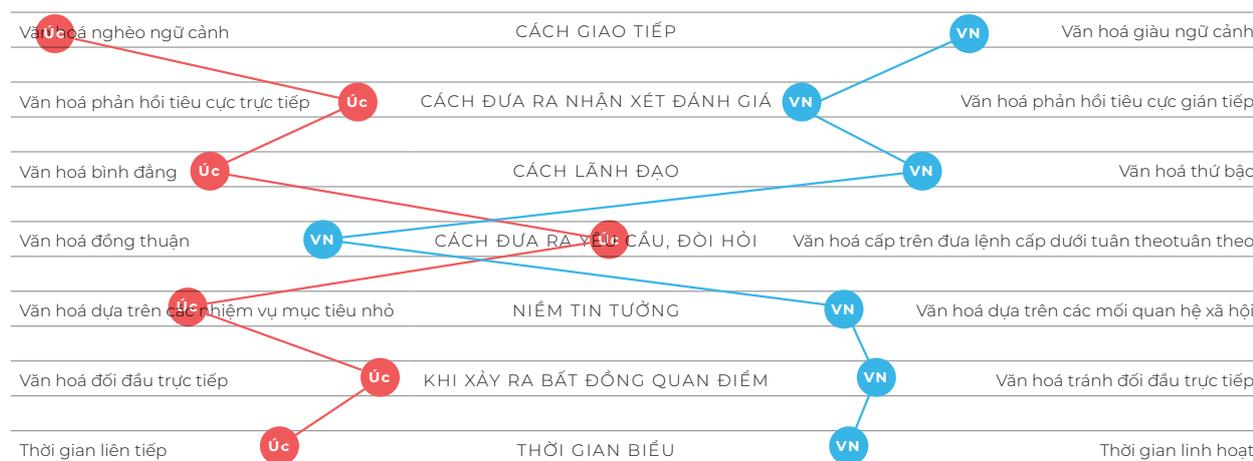 Văn hoá nghèo ngữ cảnh Úc CÁCH GIAO TIẾP VN Văn hoá giàu ngữ cảnh
Văn hoá phản hồi tiêu cực trực tiếp Úc CÁCH ĐƯA RA NHẬN XÉT ĐÁNH GIÁ VN Văn hoá phản hồi tiêu cực gián tiếp
Văn hoá bình đẳng Úc CÁCH LÃNH ĐẠO VN Văn hoá thứ bậc
Văn hoá đồng thuận VN CÁCH ĐƯA RA YÊU CẦU, ĐÒI HỎI Úc Văn hoá cấp trên đưa lệnh cấp dưới tuân theotuân theo
Văn hoá dựa trên các nhiệm vụ mục tiêu nhỏ Úc NIỀM TIN TƯỞNG VN Văn hoá dựa trên các mối quan hệ xã hội
Văn hoá đối đầu trực tiếp Úc KHI XẢY RA BẤT ĐỒNG QUAN ĐIỂM VN Văn hoá tránh đối đầu trực tiếp
Thời gian liên tiếp Úc THỜI GIAN BIỂU VN Thời gian linh hoạt